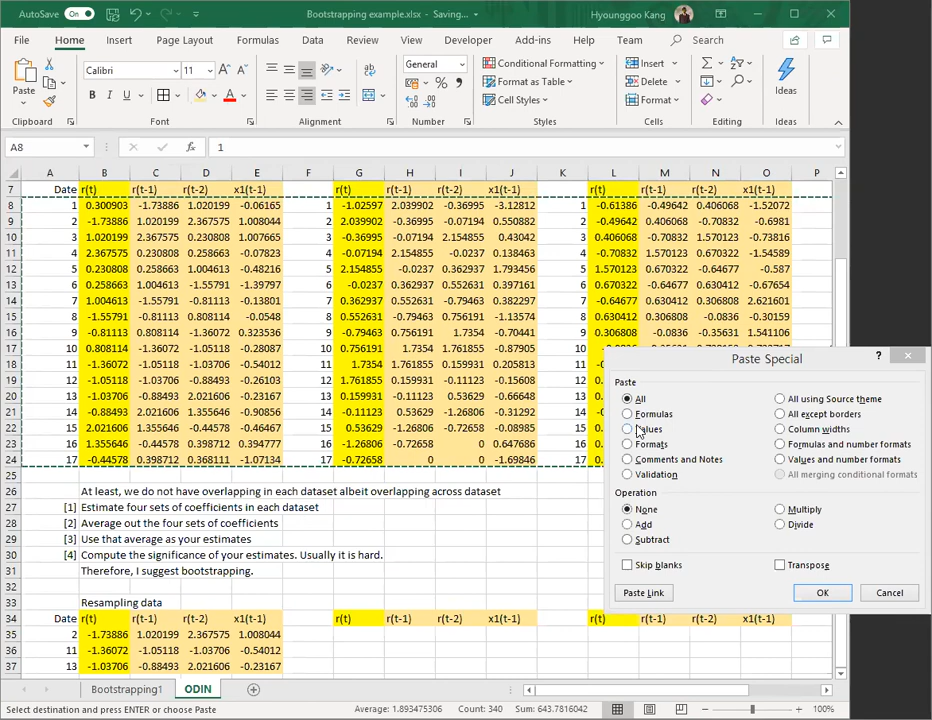 AutoSave On Bootstrapping example.xlsx - Saving... Hyounggoo Kang
File Home Insert Page Layout Formulas Data Review View Developer Add-ins Help Team Search
Paste Calibri 11 General Conditional Formatting Insert Ideas
B I U Format as Table Delete
Cell Styles Format
Clipboard Font Alignment Number Styles Cells Editing Ideas
A8 1
A B C D E F G H I J K L M N O P
7 Date r(t) r(t-1) r(t-2) x1(t-1) r(t) r(t-1) r(t-2) x1(t-1) r(t) r(t-1) r(t-2) x1(t-1)
8 1 0.300903 -1.73886 1.020199 -0.06165 1 -1.02597 2.039902 -0.36995 -3.12812 1 -0.61386 -0.49642 0.406068 -1.52072
9 2 -1.73886 1.020199 2.367575 1.008044 2 2.039902 -0.36995 -0.07194 0.550882 2 -0.49642 0.406068 -0.70832 -0.6981
10 3 1.020199 2.367575 0.230808 1.007665 3 -0.36995 -0.07194 2.154855 0.43042 3 0.406068 -0.70832 1.570123 -0.73816
11 4 2.367575 0.230808 0.258663 -0.07823 4 -0.07194 2.154855 -0.0237 0.138463 4 -0.70832 1.570123 0.670322 -1.54589
12 5 0.230808 0.258663 1.004613 -0.48216 5 2.154855 -0.0237 0.362937 1.793456 5 1.570123 0.670322 -0.64677 -0.587
13 6 0.258663 1.004613 -1.55791 -1.39797 6 -0.0237 0.362937 0.552631 0.397161 6 0.670322 -0.64677 0.630412 -0.67654
14 7 1.004613 -1.55791 -0.81113 -0.13801 7 0.362937 0.552631 -0.79463 0.382297 7 -0.64677 0.630412 0.306808 2.621601
15 8 -1.55791 -0.81113 0.808114 -0.0548 8 0.552631 -0.79463 0.756191 -1.13574 8 0.630412 0.306808 -0.0836 -0.30159
16 9 -0.81113 0.808114 -1.36072 0.323536 9 -0.79463 0.756191 1.7354 -0.70441 9 0.306808 -0.0836 -0.35631 1.541106
17 10 0.808114 -1.36072 -1.05118 -0.28087 10 0.756191 1.7354 0.159931 -0.87905 10
18 11 -1.36072 -1.05118 -1.03706 -0.54012 11 1.7354 0.159931 1.761855 0.205813 11
19 12 -1.05118 -1.03706 -0.88493 -0.26103 12 1.761855 0.159931 -0.11123 -0.15608 12
20 13 -1.03706 -0.88493 2.021606 -0.23167 13 0.159931 -0.11123 0.53629 -0.16608 13
21 14 -0.88493 2.021606 1.355646 -0.90856 14 -0.11123 0.53629 -1.26806 -0.31292 14
22 15 2.021606 1.355646 -0.44578 -0.56854 15 0.53629 -1.26806 -0.72658 -0.08985 15
23 16 1.355646 -0.44578 0.398712 0.394777 16 -1.26806 -0.72658 0 0.647686 16
24 17 -0.44578 0.398712 0.368111 -1.07134 17 -0.72658 0 0 -1.69846 17
25
26 At least, we do not have overlapping in each dataset albeit overlapping across dataset
27 [1] Estimate four sets of coefficients in each dataset
28 [2] Average out the four sets of coefficients
29 [3] Use that average as your estimates
30 [4] Compute the significance of your estimates. Usually it is hard.
31 Therefore, I suggest bootstrapping.
32
33 Resampling data
34 Date r(t) r(t-1) r(t-2) x1(t-1) r(t) r(t-1) r(t-2) x1(t-1) r(t) r(t-1) r(t-2) x1(t-1)
35 2 -1.73886 1.020199 2.367575 1.008044
36 11 -1.36072 -1.05118 -1.03706 -0.54012
37 13 -1.03706 -0.88493 2.021606 -0.23167
Paste Special ?
Paste
All All using Source theme
Formulas All except borders
Values Column widths
Formats Formulas and number formats
Comments and Notes Values and number formats
Validation All merging conditional formats
Operation
None Multiply
Add Divide
Subtract
Skip blanks Transpose
Paste Link OK Cancel
Bootstrapping1 ODIN
Select destination and press ENTER or choose Paste Average: 1.893475306 Count: 340 Sum: 643.7816042 100%